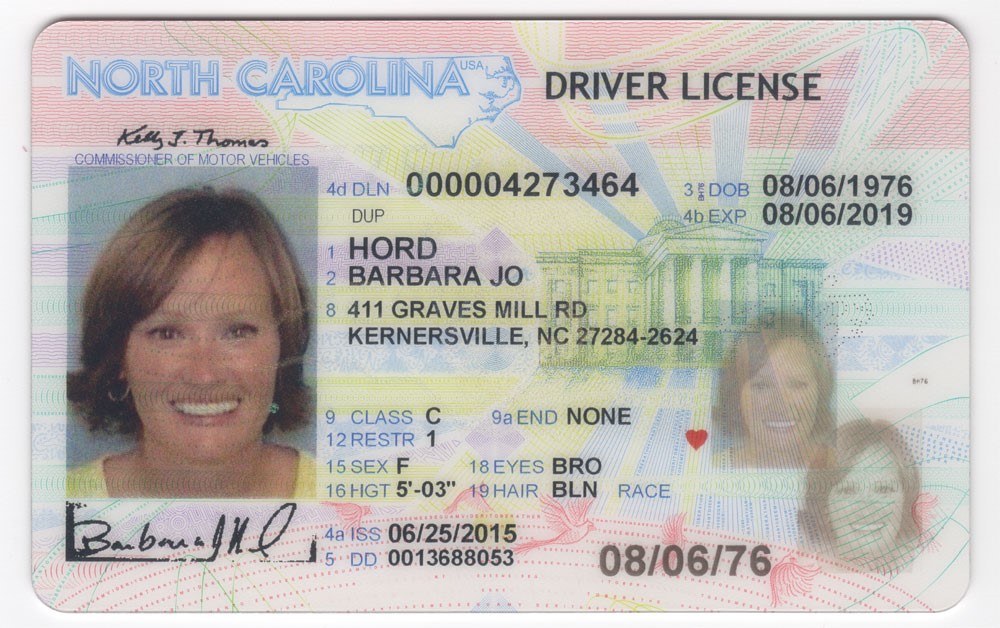 NORTH CAROLINA USA DRIVER LICENSE
Kelly J. Thomas
COMMISSIONER OF MOTOR VEHICLES
4d DLN 000004273464 3 DOB 08/06/1976
DUP 4b EXP 08/06/2019
1 HORD
2 BARBARA JO
8 411 GRAVES MILL RD
KERNERSVILLE, NC 27284-2624
BH76
9 CLASS C 9a END NONE
12 RESTR 1
15 SEX F 18 EYES BRO
16 HGT 5'-03" 19 HAIR BLN RACE
4a ISS 06/25/2015
5 DD 0013688053
08/06/76